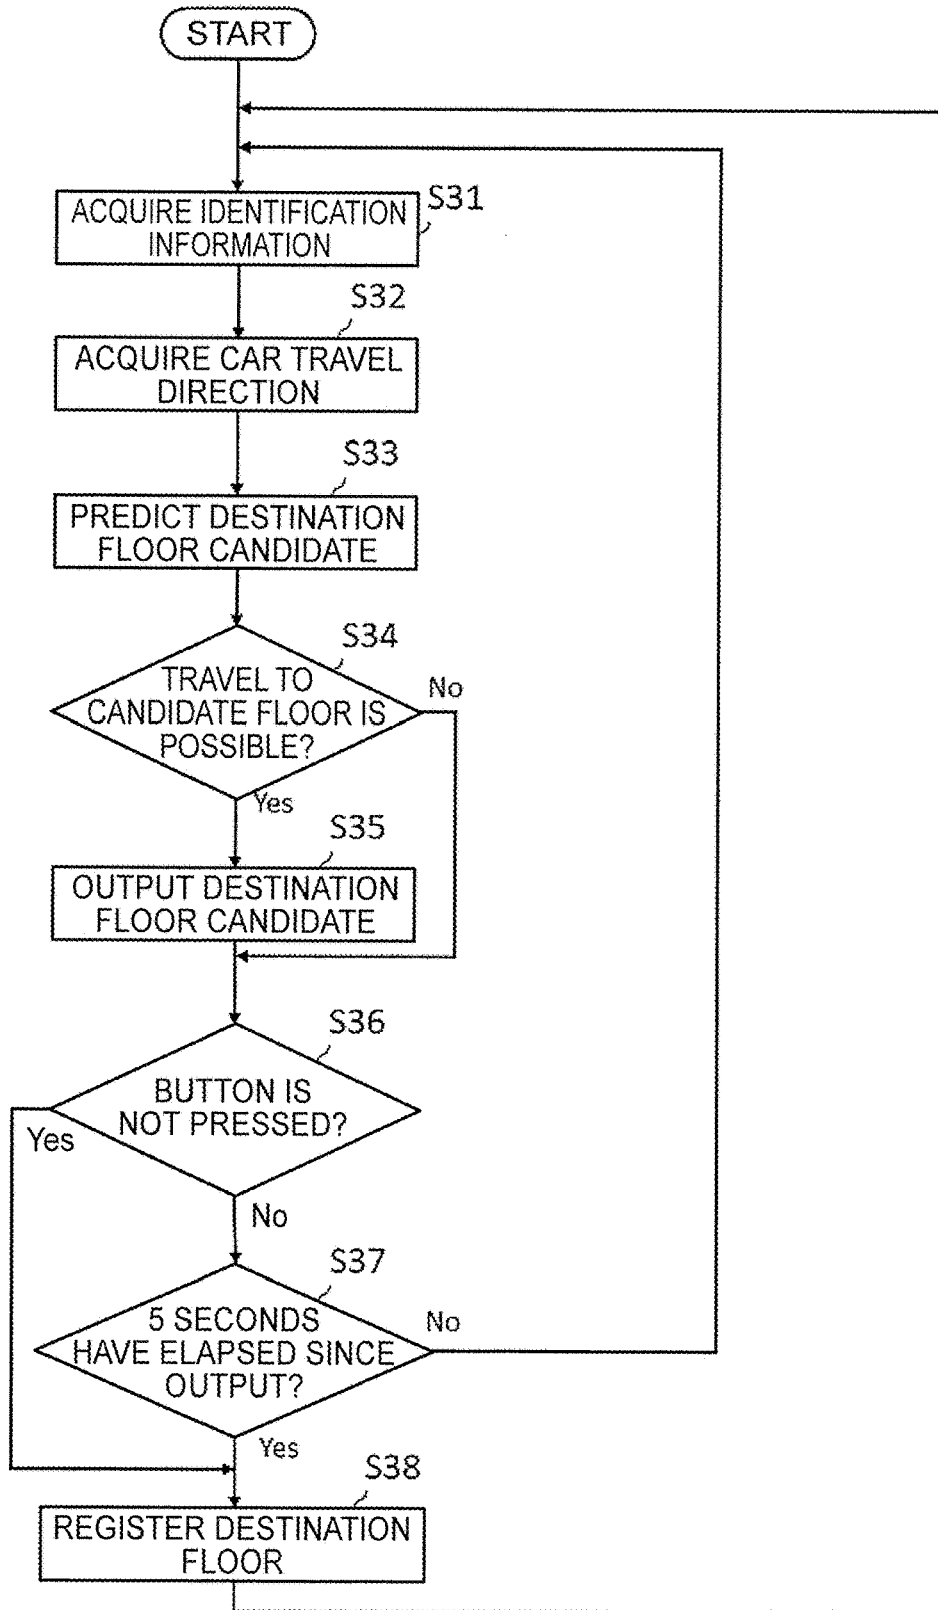 START
S31
ACQUIRE IDENTIFICATION
INFORMATION
S32
ACQUIRE CAR TRAVEL
DIRECTION
S33
PREDICT DESTINATION
FLOOR CANDIDATE
S34
TRAVEL TO
CANDIDATE FLOOR IS
POSSIBLE?
No
Yes
S35
OUTPUT DESTINATION
FLOOR CANDIDATE
S36
BUTTON IS
NOT PRESSED?
Yes
No
S37
5 SECONDS
HAVE ELAPSED SINCE
OUTPUT?
No
Yes
S38
REGISTER DESTINATION
FLOOR